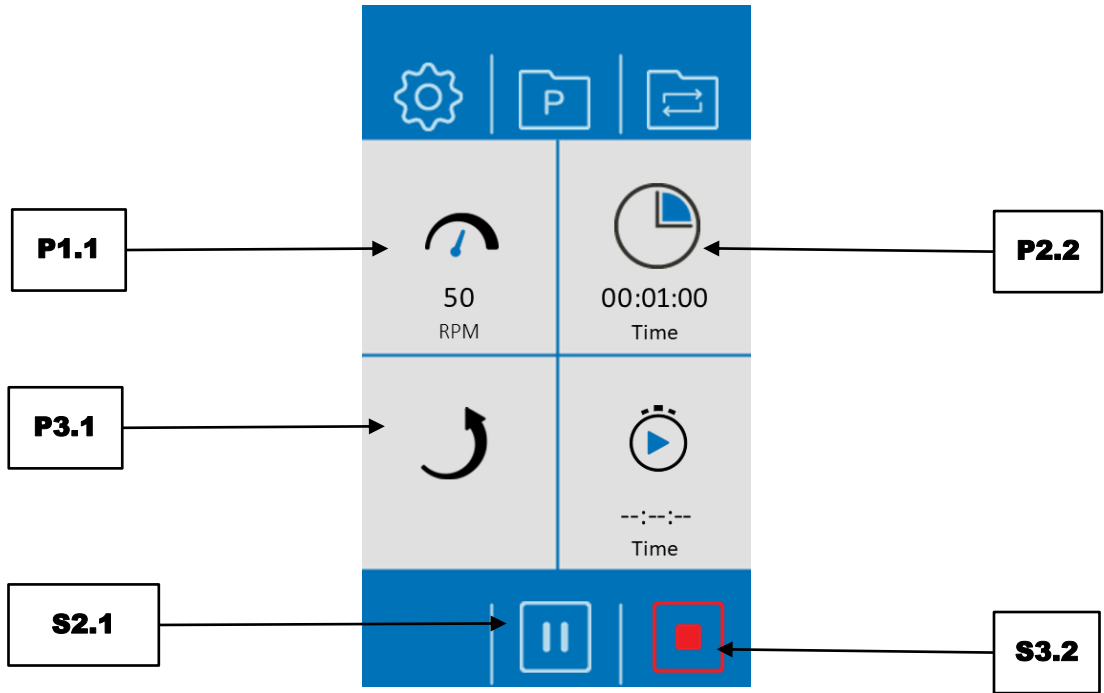 P
P1.1
50
RPM
00:01:00
Time
P2.2
P3.1
--:--:--
Time
S2.1
S3.2